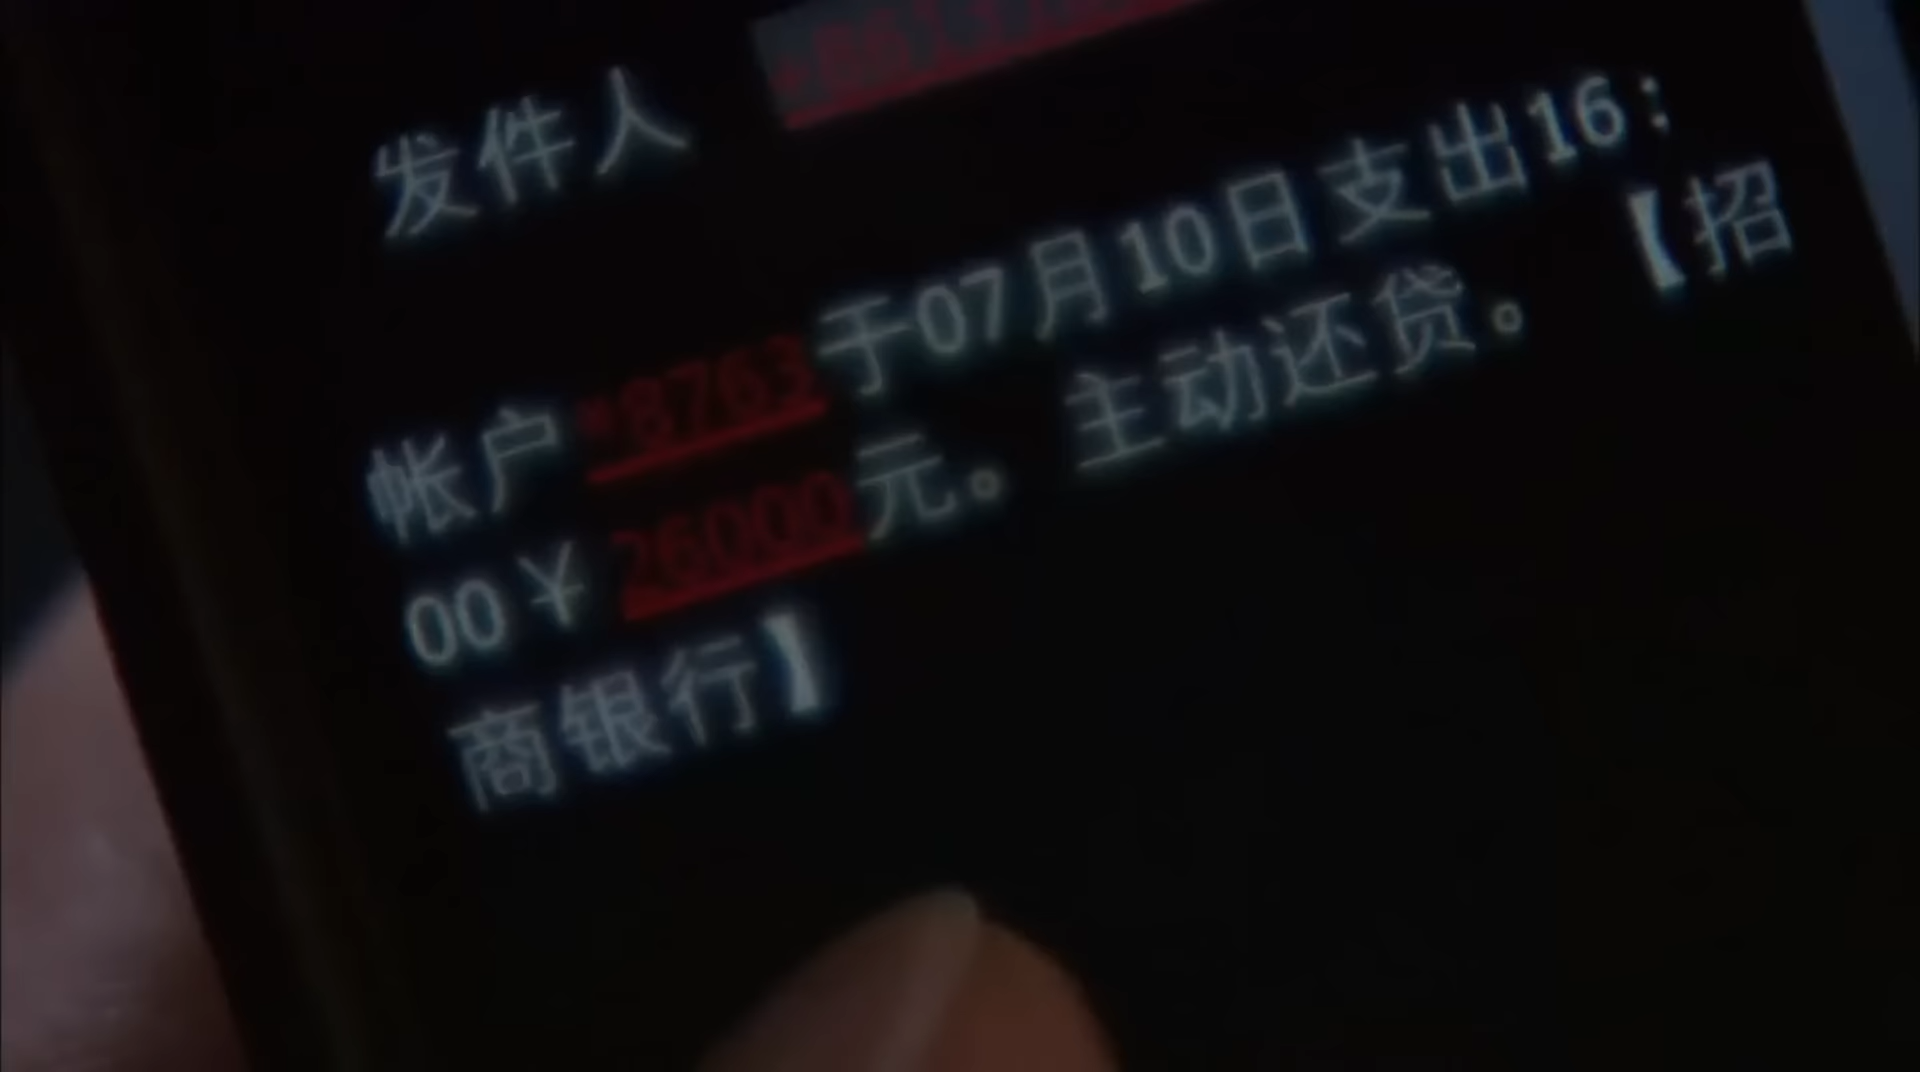 发件人
帐户*8763于07月10日支出16:
00¥26000元。 主动还贷。 【招
商银行】